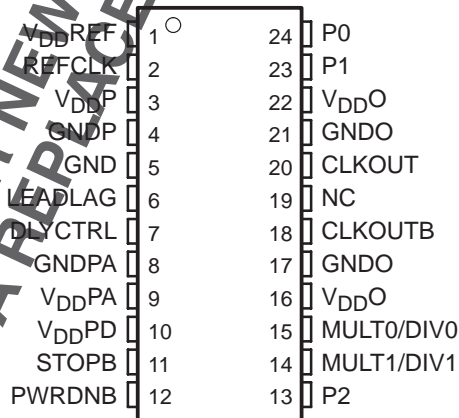 VDDREF 1 24 P0
REFCLK 2 23 P1
VDDP 3 22 VDDO
GNDP 4 21 GNDO
GND 5 20 CLKOUT
LEADLAG 6 19 NC
DLYCTRL 7 18 CLKOUTB
GNDPA 8 17 GNDO
VDDPA 9 16 VDDO
VDDPD 10 15 MULT0/DIV0
STOPB 11 14 MULT1/DIV1
PWRDNB 12 13 P2
NEW
A REPLACE